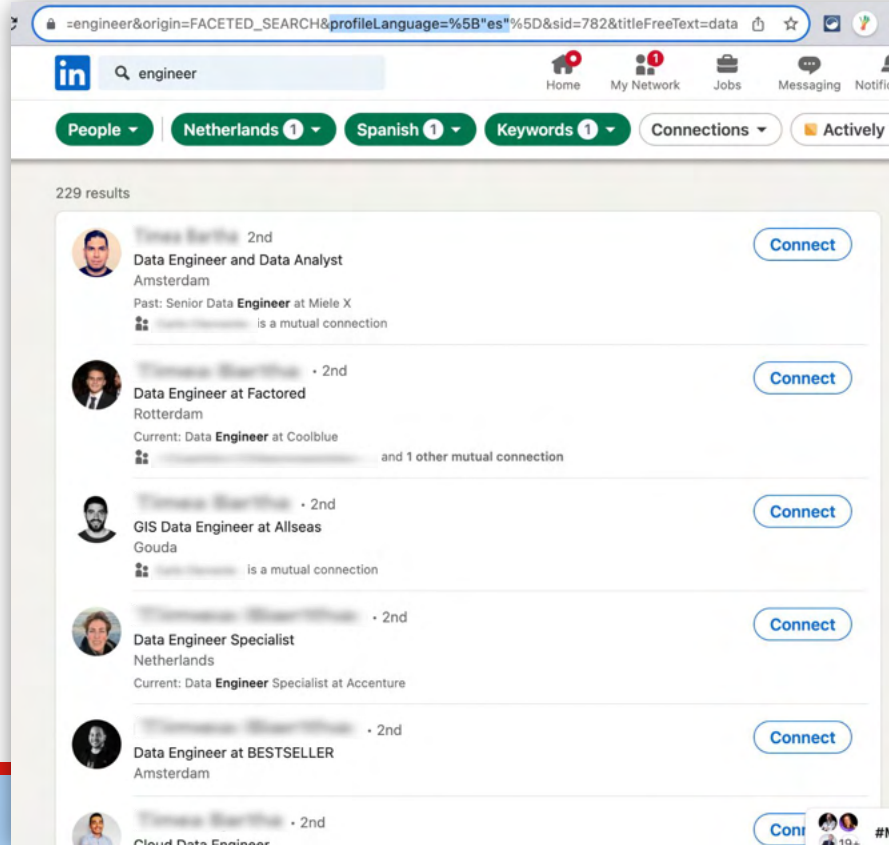 =engineer&origin=FACETED_SEARCH&profileLanguage=%5B"es"%5D&sid=782&titleFreeText=data
in
engineer
Home
My Network
1
Jobs
Messaging
Notific
People
Netherlands 1
Spanish 1
Keywords 1
Connections
Actively
229 results
2nd
Connect
Data Engineer and Data Analyst
Amsterdam
Past: Senior Data Engineer at Miele X
is a mutual connection
• 2nd
Connect
Data Engineer at Factored
Rotterdam
Current: Data Engineer at Coolblue
and 1 other mutual connection
• 2nd
Connect
GIS Data Engineer at Allseas
Gouda
is a mutual connection
• 2nd
Connect
Data Engineer Specialist
Netherlands
Current: Data Engineer Specialist at Accenture
• 2nd
Connect
Data Engineer at BESTSELLER
Amsterdam
• 2nd
Conn
19+
Cloud Data Engineer